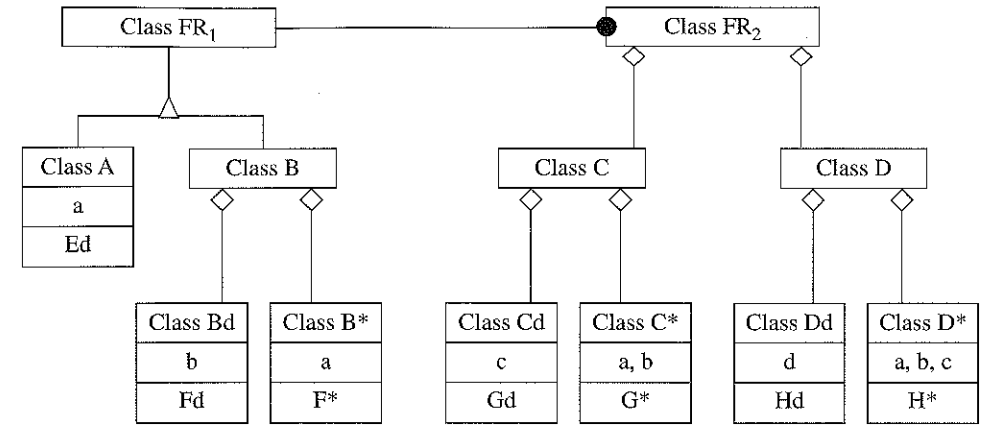 Class FR₁
Class FR₂
Class A
a
Ed
Class B
Class C
Class D
Class Bd
b
Fd
Class B*
a
F*
Class Cd
c
Gd
Class C*
a, b
G*
Class Dd
d
Hd
Class D*
a, b, c
H*